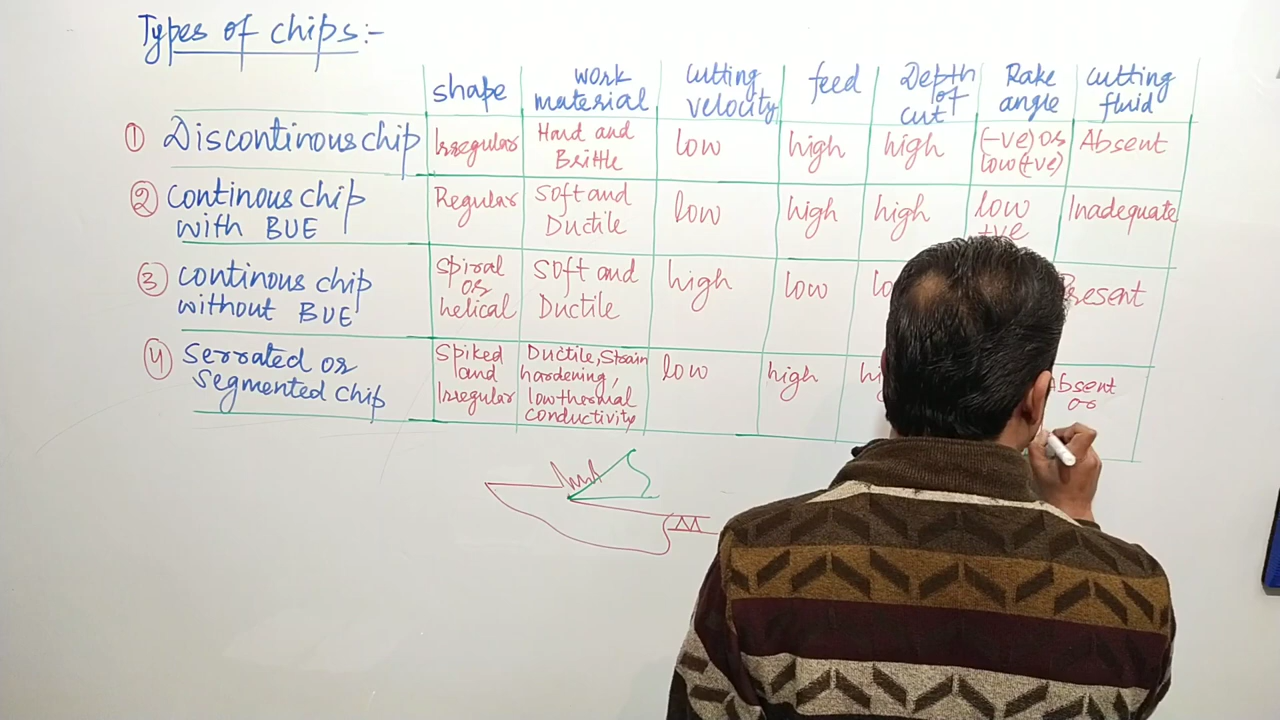 Types of chips:-
shape
work material
cutting velocity
feed
Depth of cut
Rake angle
cutting fluid
① Discontinous chip
Irregular
Hard and Brittle
low
high
high
(-ve) or low (+ve)
Absent
② Continous chip with BUE
Regular
Soft and Ductile
low
high
high
low +ve
Inadequate
③ continous chip without BUE
spiral or helical
Soft and Ductile
high
low
④ Serrated or Segmented chip
Spiked and Irregular
Ductile, Strain hardening, low thermal conductivity
low
high
or